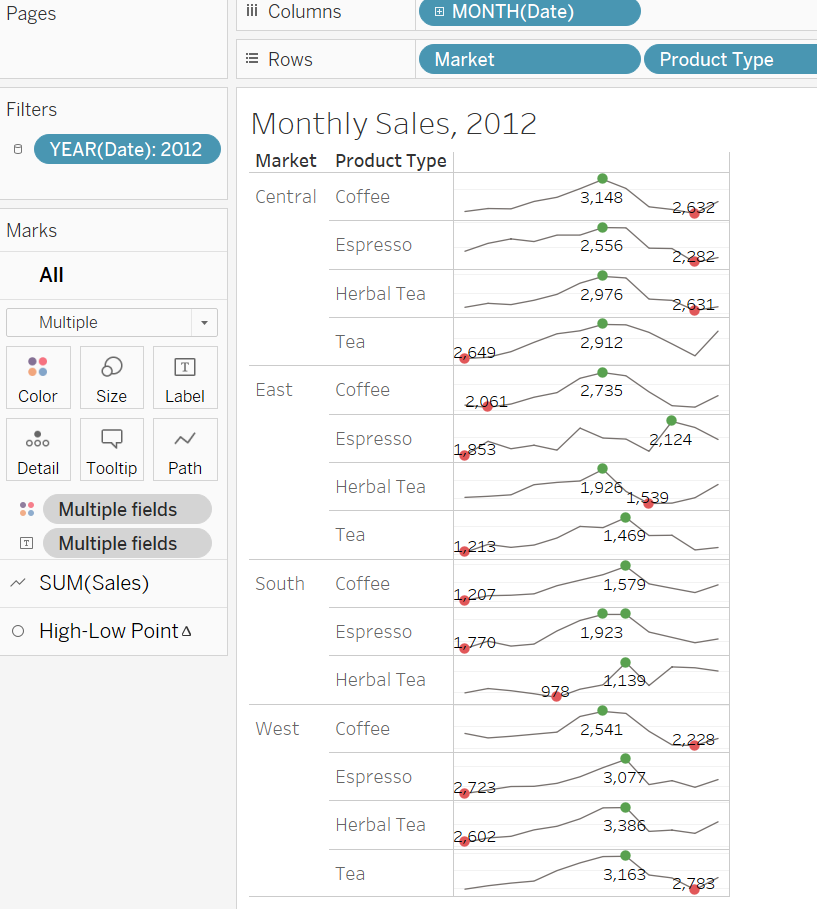 Pages
Columns
MONTH(Date)
Rows
Market
Product Type
Filters
YEAR(Date): 2012
Marks
All
Multiple
Color
Size
T
Label
Detail
Tooltip
Path
Multiple fields
T
Multiple fields
SUM(Sales)
High-Low Point Δ
Monthly Sales, 2012
Market Product Type
Central Coffee 3,148 2,632
Espresso 2,556 2,282
Herbal Tea 2,976 2,631
Tea 2,649 2,912
East Coffee 2,061 2,735
Espresso 1,853 2,124
Herbal Tea 1,926 1,539
Tea 1,213 1,469
South Coffee 1,207 1,579
Espresso 1,770 1,923
Herbal Tea 978 1,139
West Coffee 2,541 2,228
Espresso 2,723 3,077
Herbal Tea 2,602 3,386
Tea 3,163 2,783